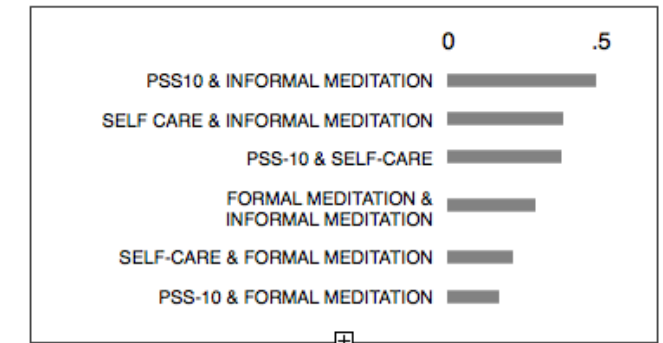 0 .5
PSS10 & INFORMAL MEDITATION
SELF CARE & INFORMAL MEDITATION
PSS-10 & SELF-CARE
FORMAL MEDITATION &
INFORMAL MEDITATION
SELF-CARE & FORMAL MEDITATION
PSS-10 & FORMAL MEDITATION